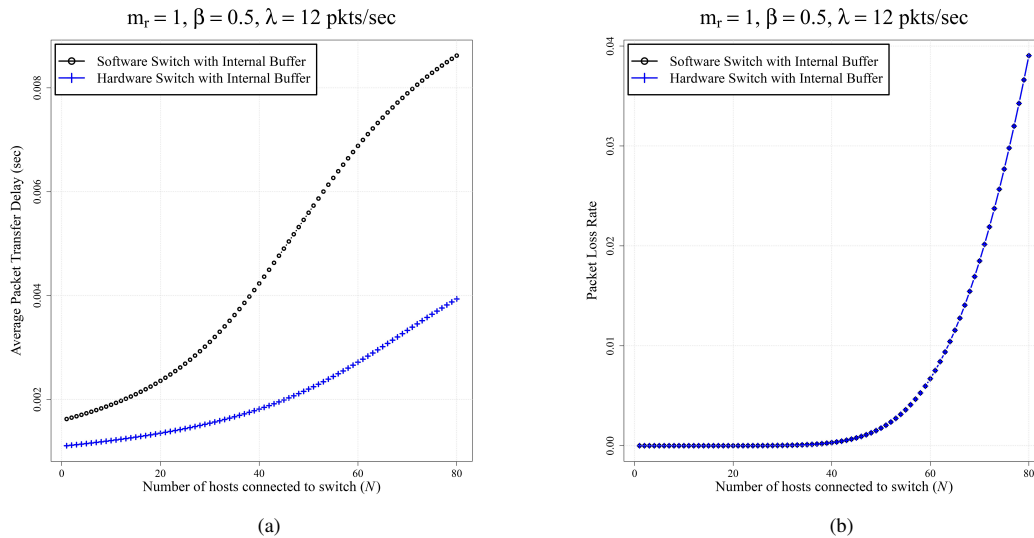 m_r = 1, β = 0.5, λ = 12 pkts/sec
Software Switch with Internal Buffer
Hardware Switch with Internal Buffer
Average Packet Transfer Delay (sec)
0.008
0.006
0.004
0.002
0 20 40 60 80
Number of hosts connected to switch (N)
(a)
m_r = 1, β = 0.5, λ = 12 pkts/sec
Software Switch with Internal Buffer
Hardware Switch with Internal Buffer
Packet Loss Rate
0.04
0.03
0.02
0.01
0.00
0 20 40 60 80
Number of hosts connected to switch (N)
(b)